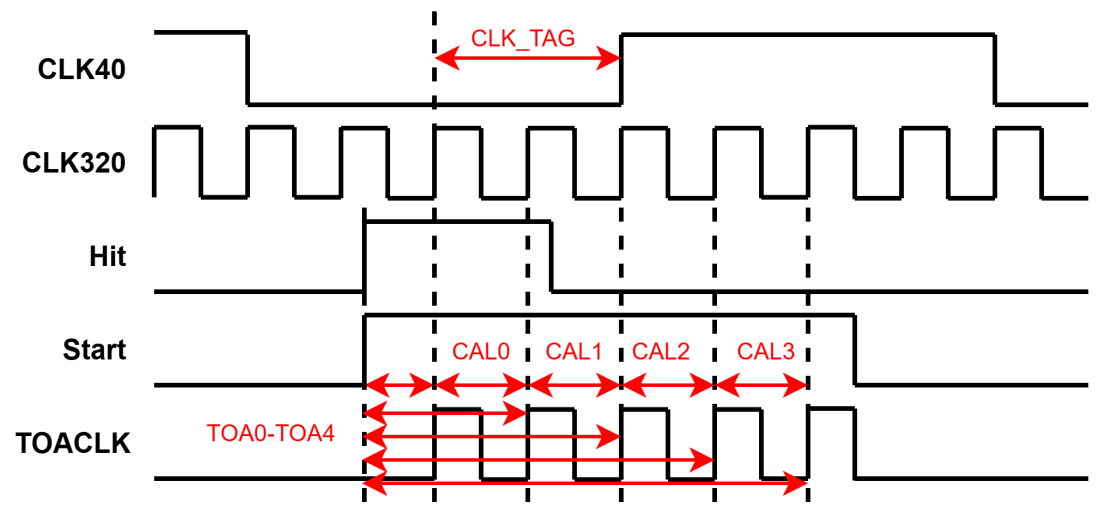 CLK_TAG
CLK40
CLK320
Hit
Start
CAL0 CAL1 CAL2 CAL3
TOA0-TOA4
TOACLK